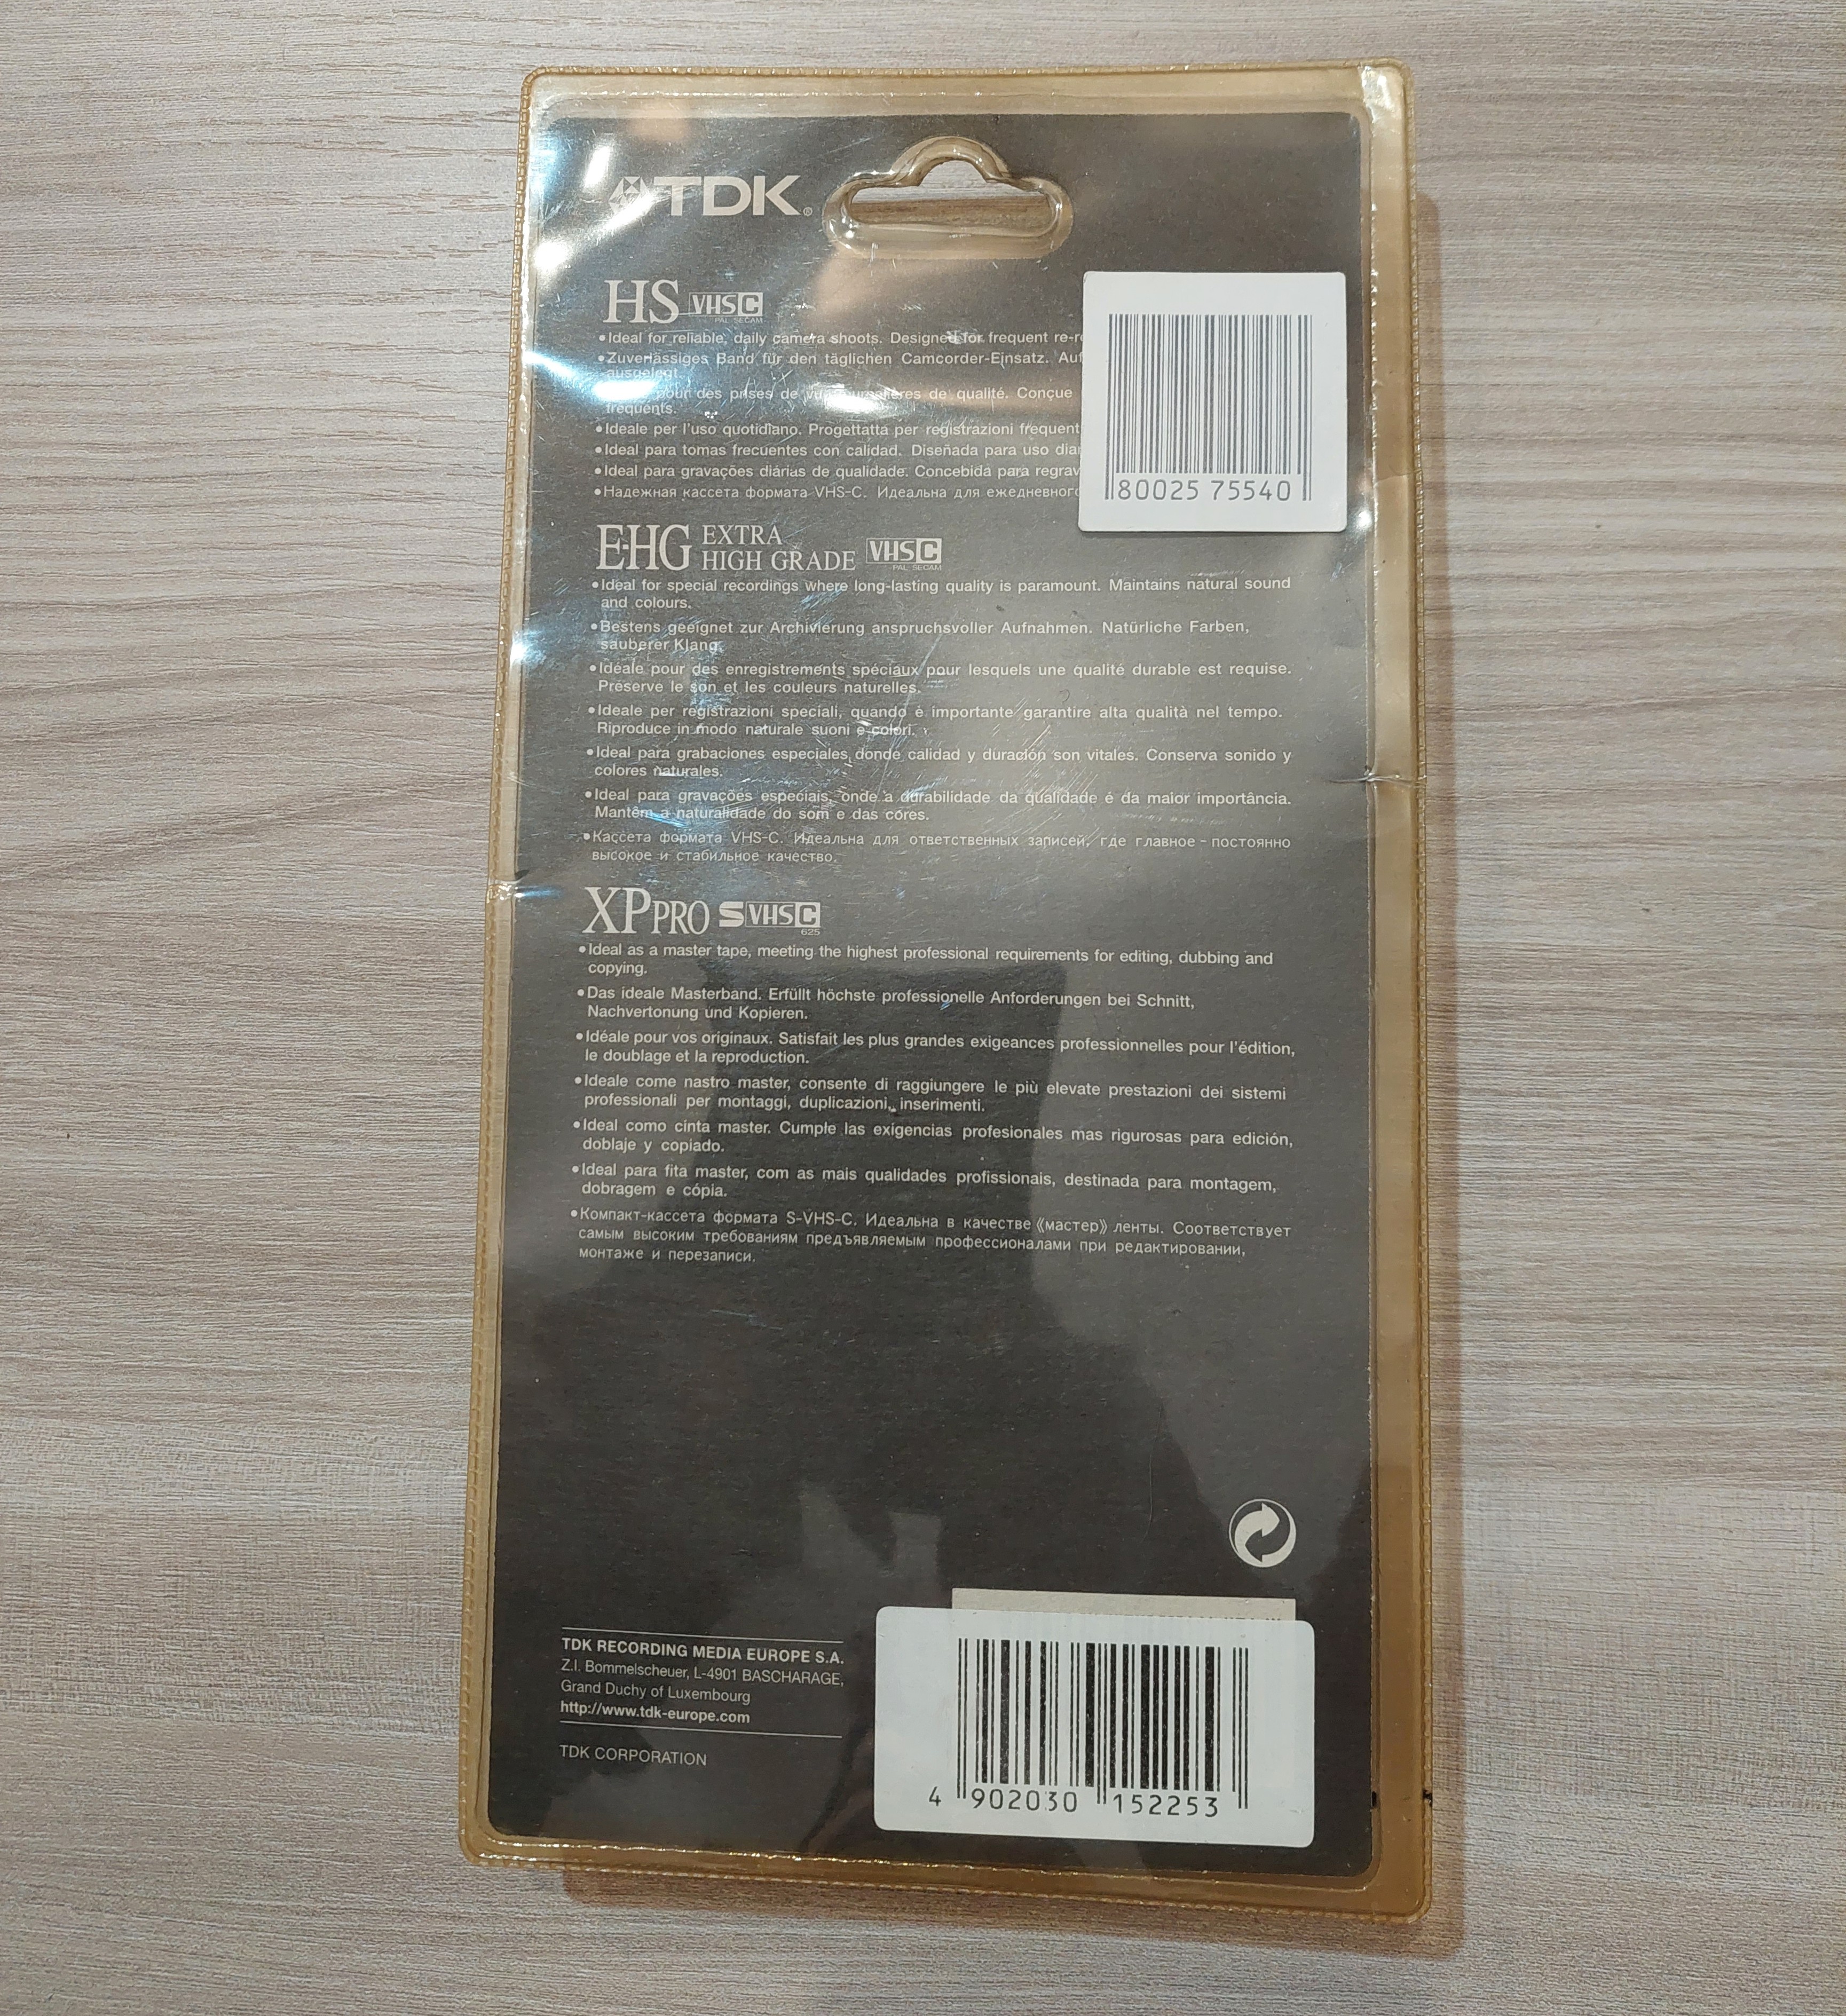 TDK®
HS VHS C
PAL SECAM
•Ideal for reliable, daily camera shoots. Designed for frequent
•Zuverlässiges Band für den täglichen Camcorder-Einsatz.
ausgelegt.
pour des prises de qualité. Conçue
fréquents.
•Ideale per l'uso quotidiano. Progettatta per registrazioni
•Ideal para tomas frecuentes con calidad. Diseñada para uso
•Ideal para gravações diárias de qualidade. Concebida para
•Надежная кассета формата VHS-C. Идеальна для
80025 75540
E-HG EXTRA
HIGH GRADE VHS C
PAL SECAM
•Ideal for special recordings where long-lasting quality is paramount. Maintains natural sound
and colours.
•Bestens geeignet zur Archivierung anspruchsvoller Aufnahmen. Natürliche Farben,
sauberer Klang.
•Idéale pour des enregistrements spéciaux pour lesquels une qualité durable est requise.
Préserve le son et les couleurs naturelles.
•Ideale per registrazioni speciali, quando è importante garantire alta qualità nel tempo.
Riproduce in modo naturale suoni e colori.
•Ideal para grabaciones especiales donde calidad y duración son vitales. Conserva sonido y
colores naturales.
•Ideal para gravações especiais, onde a durabilidade da qualidade é da maior importância.
Mantêm a naturalidade do som e das cores.
•Кассета формата VHS-C. Идеальна для ответственных записей, где главное - постоянно
высокое и стабильное качество.
XP PRO S VHS C
625
•Ideal as a master tape, meeting the highest professional requirements for editing, dubbing and
copying.
•Das ideale Masterband. Erfüllt höchste professionelle Anforderungen bei Schnitt,
Nachvertonung und Kopieren.
•Idéale pour vos originaux. Satisfait les plus grandes exigeances professionnelles pour l'édition,
le doublage et la reproduction.
•Ideale come nastro master, consente di raggiungere le più elevate prestazioni dei sistemi
professionali per montaggi, duplicazioni, inserimenti.
•Ideal como cinta master. Cumple las exigencias profesionales mas rigurosas para edición,
doblaje y copiado.
•Ideal para fita master, com as mais qualidades profissionais, destinada para montagem,
dobragem e cópia.
•Компакт-кассета формата S-VHS-C. Идеальна в качестве «мастер» ленты. Соответствует
самым высоким требованиям предъявляемым профессионалами при редактировании,
монтаже и перезаписи.
TDK RECORDING MEDIA EUROPE S.A.
Z.I. Bommelscheuer, L-4901 BASCHARAGE,
Grand Duchy of Luxembourg
http://www.tdk-europe.com
TDK CORPORATION
4 902030 152253